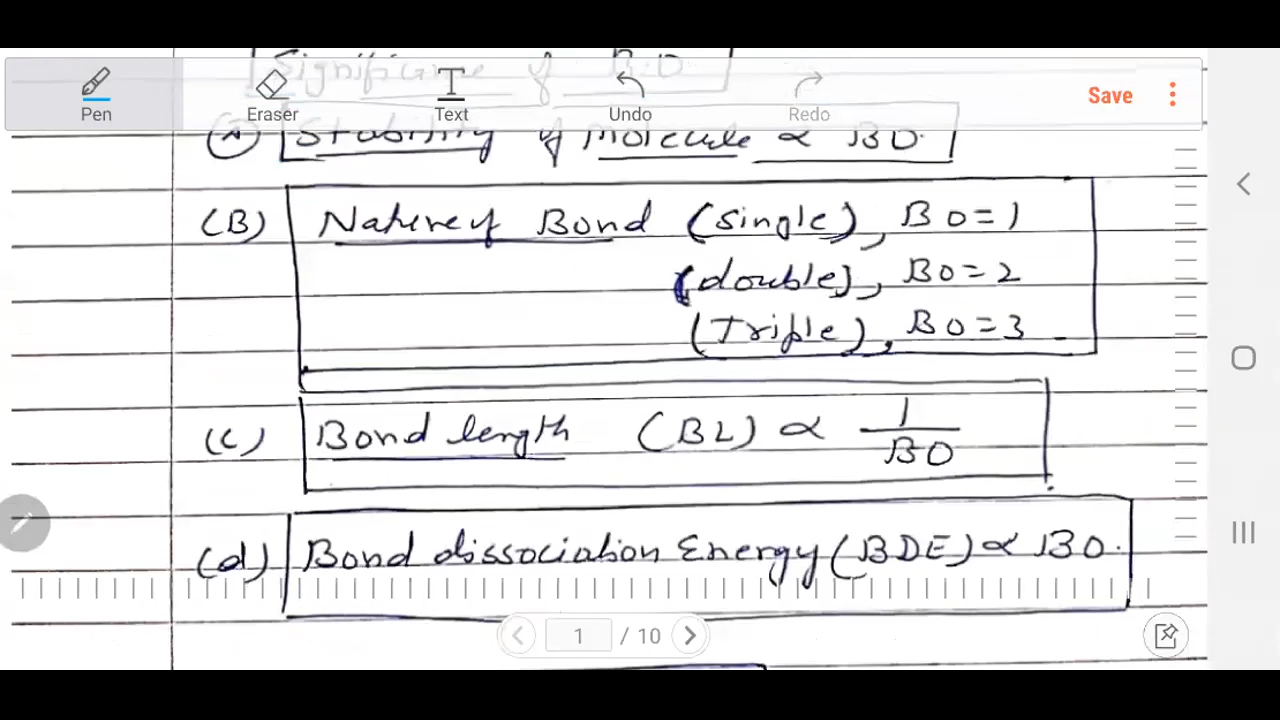 Significance of B.O
Pen
Eraser
Text
Undo
Redo
Save
(A) Stability of Molecule ∝ BO.
(B) Nature of Bond (single), BO=1
(double), BO=2
(Triple), BO=3
(c) Bond length (BL) ∝ 1/BO
(d) Bond dissociation Energy (BDE) ∝ BO.
1 / 10